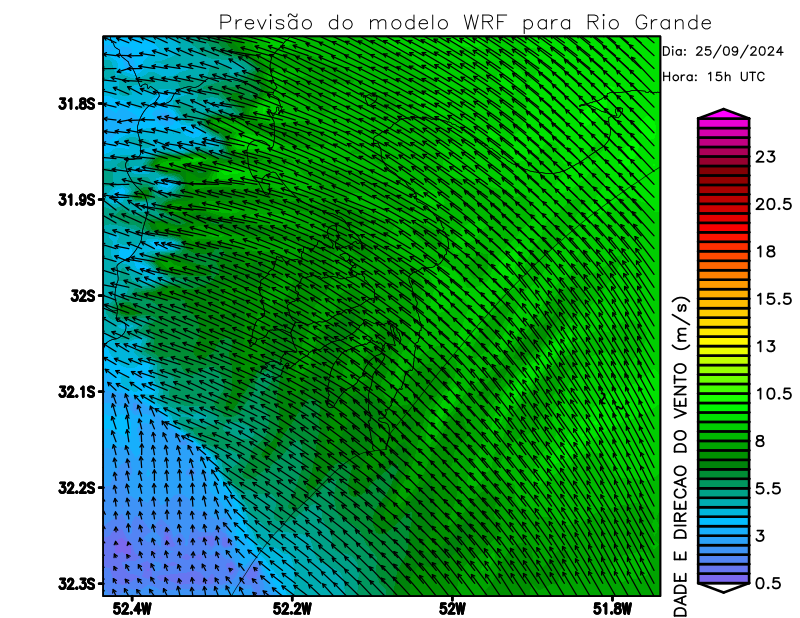 Previsão do modelo WRF para Rio Grande
Dia: 25/09/2024
Hora: 15h UTC
31.8S
31.9S
32S
32.1S
32.2S
32.3S
52.4W
52.2W
52W
51.8W
23
20.5
18
15.5
13
10.5
8
5.5
3
0.5
DADE E DIRECAO DO VENTO (m/s)